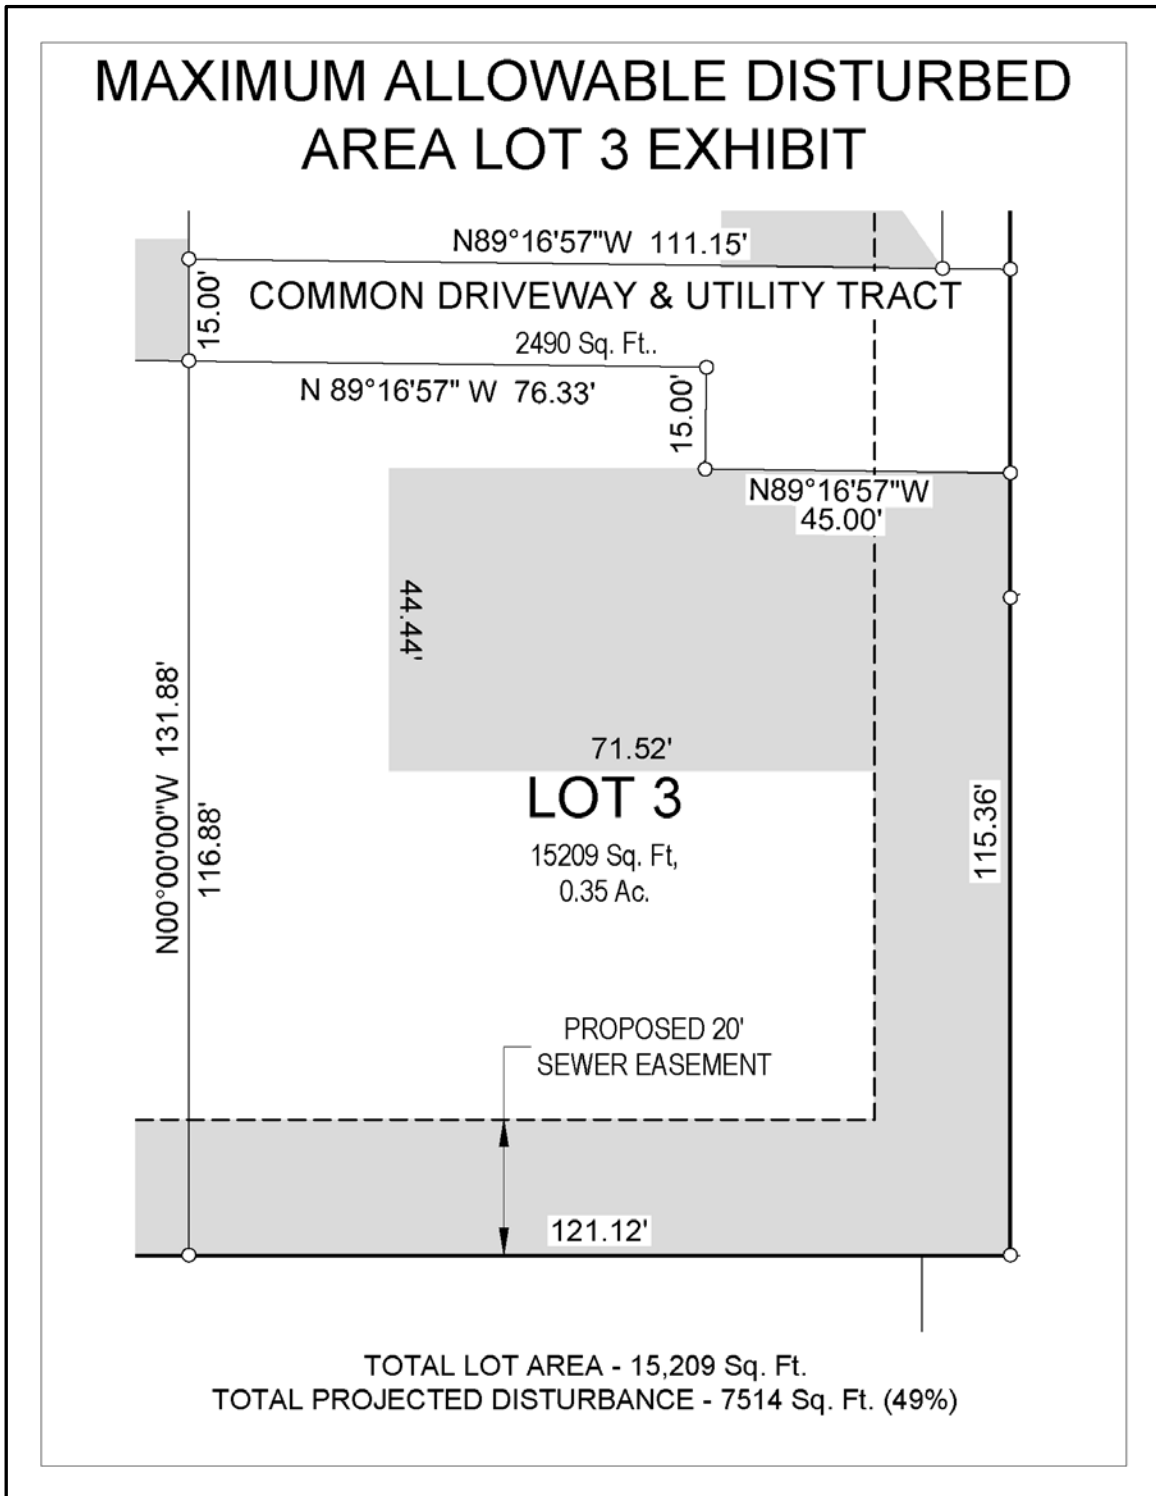 MAXIMUM ALLOWABLE DISTURBED
AREA LOT 3 EXHIBIT
N89°16'57"W 111.15'
15.00'
COMMON DRIVEWAY & UTILITY TRACT
2490 Sq. Ft..
N 89°16'57" W 76.33'
15.00'
N89°16'57"W
45.00'
44.44'
71.52'
N00°00'00"W 131.88'
116.88'
LOT 3
15209 Sq. Ft,
0.35 Ac.
115.36'
PROPOSED 20'
SEWER EASEMENT
121.12'
TOTAL LOT AREA - 15,209 Sq. Ft.
TOTAL PROJECTED DISTURBANCE - 7514 Sq. Ft. (49%)